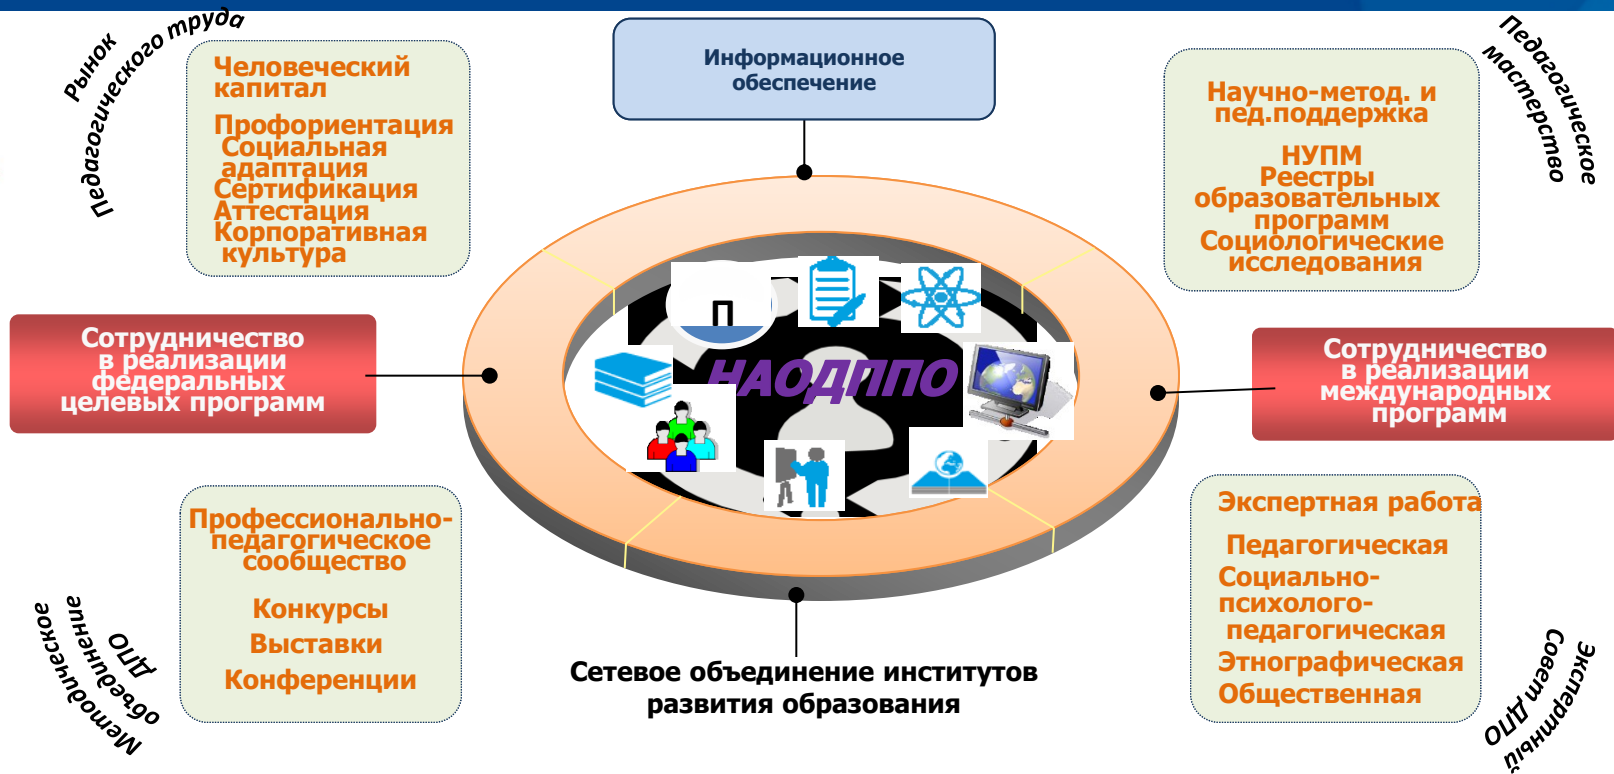 Рынок
Педагогического труда
Человеческий
капитал
Профориентация
Социальная
адаптация
Сертификация
Аттестация
Корпоративная
культура
Информационное
обеспечение
Педагогическое
мастерство
Научно-метод. и
пед.поддержка
НУПМ
Реестры
образовательных
программ
Социологические
исследования
Сотрудничество
в реализации
федеральных
целевых программ
НАОДППО
Сотрудничество
в реализации
международных
программ
Профессионально-
педагогическое
сообщество
Конкурсы
Выставки
Конференции
Методическое
объединение
ДПО
Сетевое объединение институтов
развития образования
Экспертная работа
Педагогическая
Социально-
психолого-
педагогическая
Этнографическая
Общественная
Экспертный
Совет ДПО